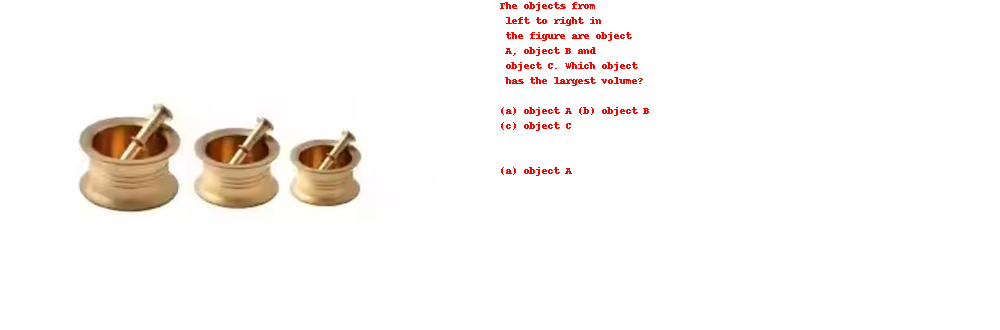 The objects from
left to right in
the figure are object
A, object B and
object C. Which object
has the largest volume?
(a) object A (b) object B
(c) object C
(a) object A